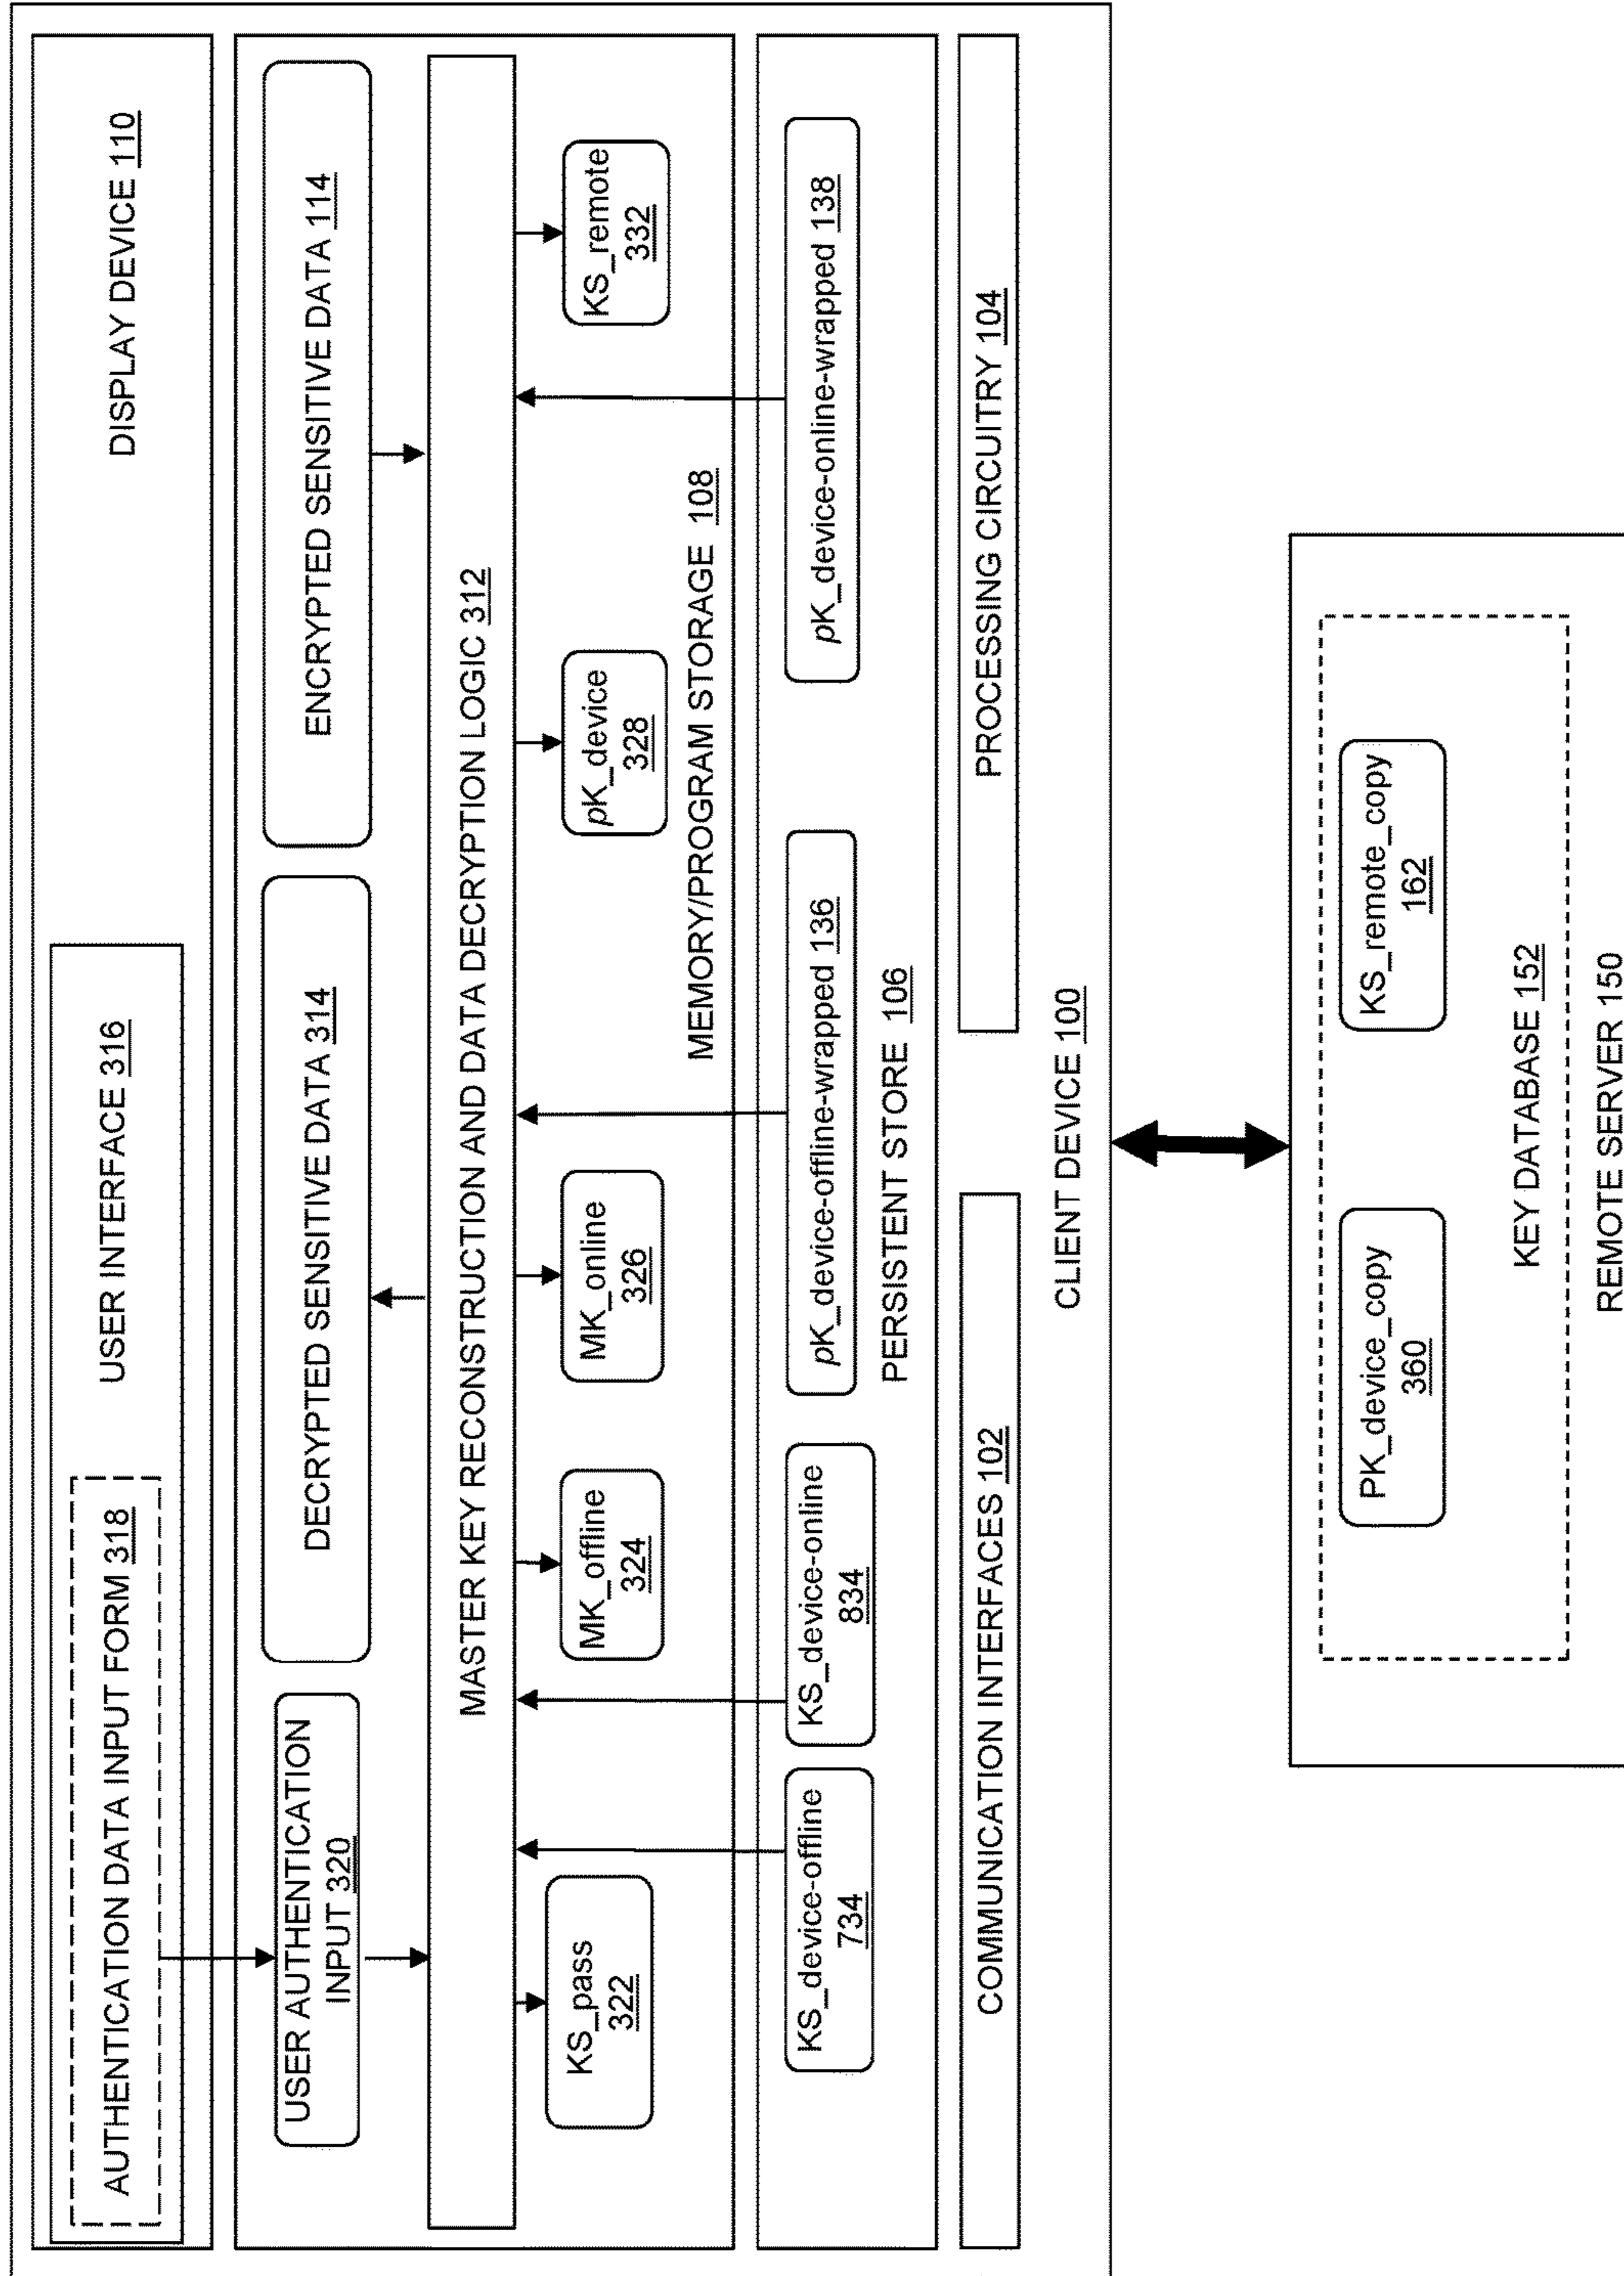 DISPLAY DEVICE 110
USER INTERFACE 316
AUTHENTICATION DATA INPUT FORM 318
USER AUTHENTICATION
INPUT 320
DECRYPTED SENSITIVE DATA 314
ENCRYPTED SENSITIVE DATA 114
MASTER KEY RECONSTRUCTION AND DATA DECRYPTION LOGIC 312
KS_pass
322
MK_offline
324
MK_online
326
pK_device
328
KS_remote
332
MEMORY/PROGRAM STORAGE 108
KS_device-offline
734
KS_device-online
834
pK_device-offline-wrapped 136
pK_device-online-wrapped 138
PERSISTENT STORE 106
COMMUNICATION INTERFACES 102
PROCESSING CIRCUITRY 104
CLIENT DEVICE 100
PK_device_copy
360
KS_remote_copy
162
KEY DATABASE 152
REMOTE SERVER 150